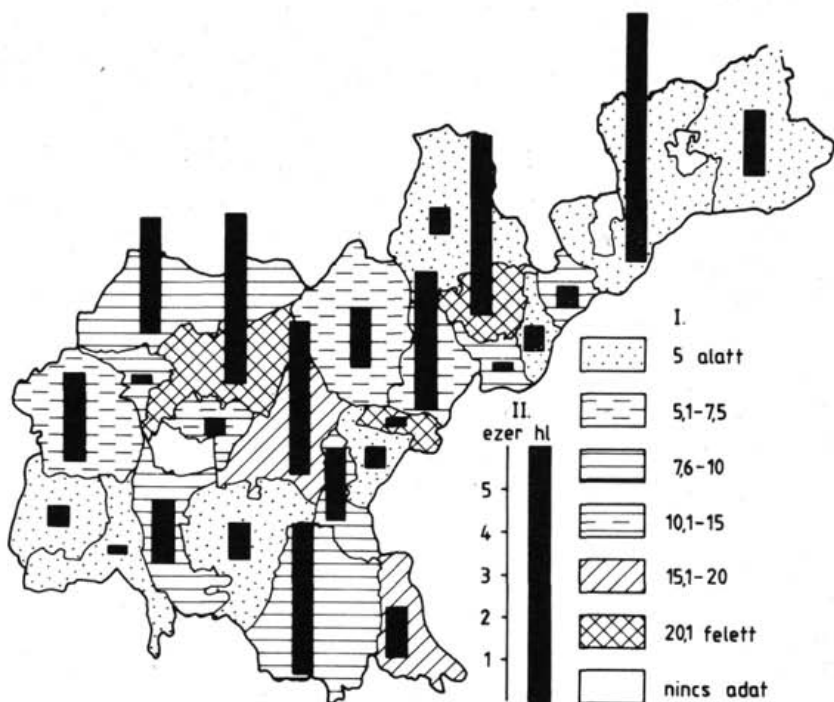 I.
5 alatt
5,1-7,5
7,6-10
10,1-15
15,1-20
20,1 felett
nincs adat
II.
ezer hl
5
4
3
2
1